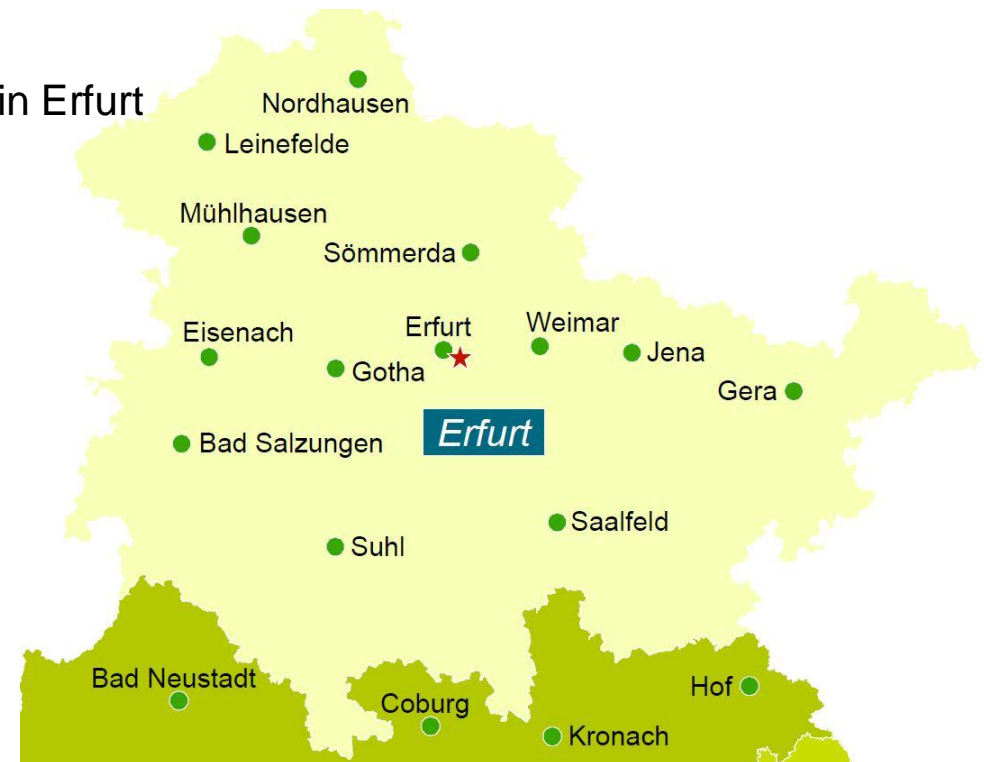 in Erfurt
Nordhausen
Leinefelde
Mühlhausen
Sömmerda
Erfurt
Weimar
Eisenach
Gotha
Jena
Gera
Erfurt
Bad Salzungen
Saalfeld
Suhl
Bad Neustadt
Hof
Coburg
Kronach